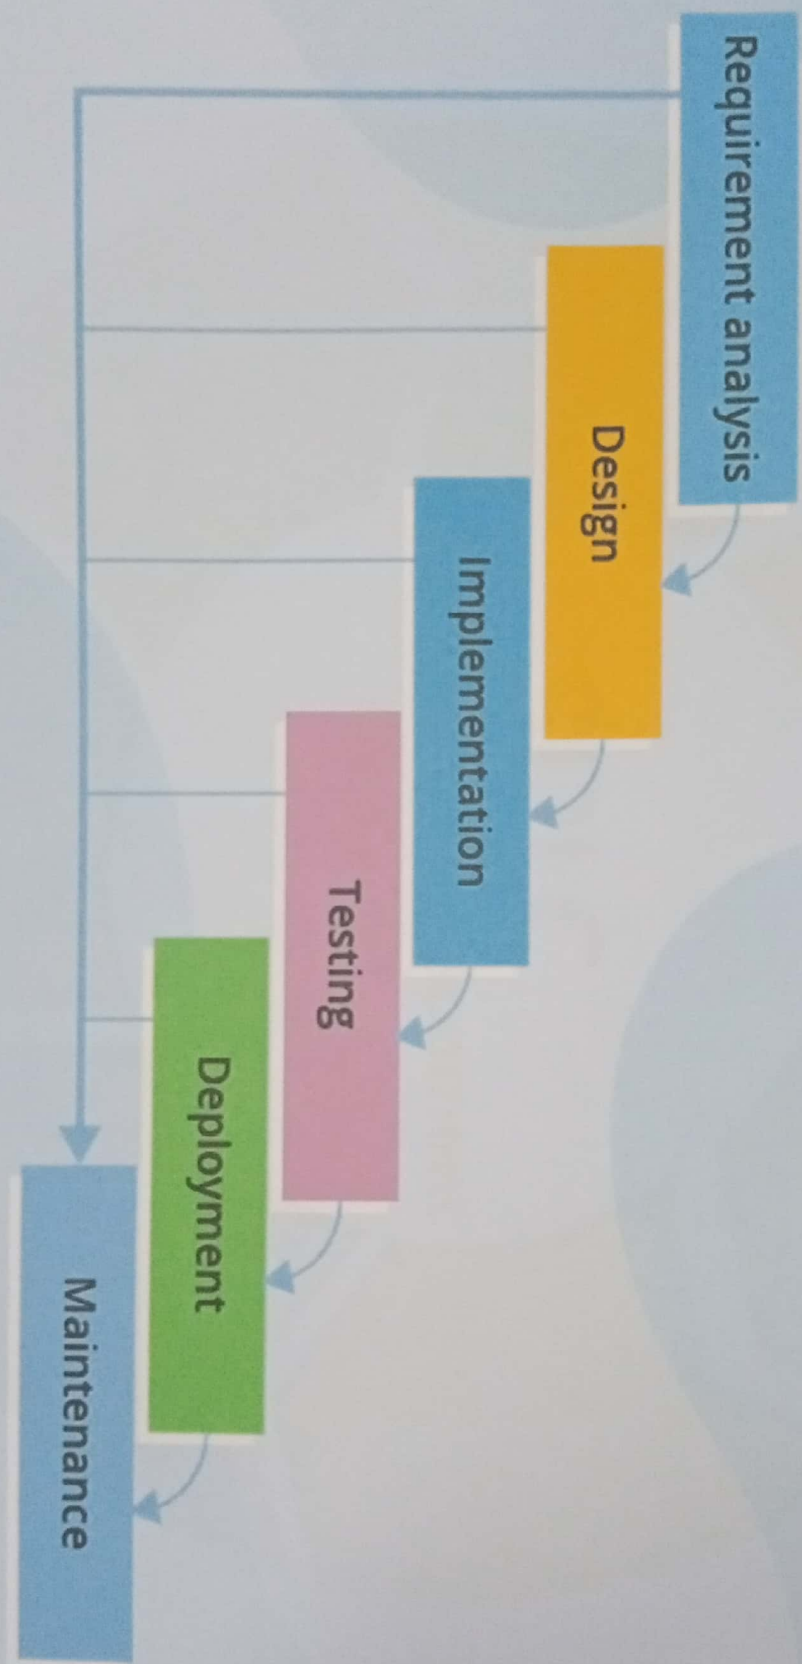 Requirement analysis
Design
Implementation
Testing
Deployment
Maintenance